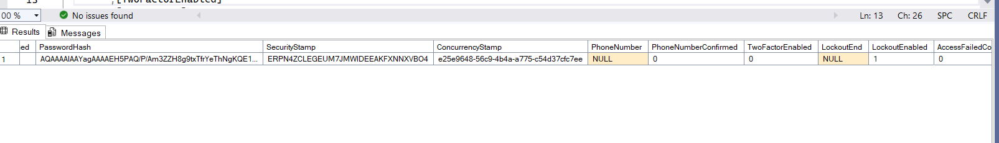 13 ,[TwoFactorEnabled]
00 % No issues found Ln: 13 Ch: 26 SPC CRLF
Results Messages
ed PasswordHash SecurityStamp ConcurrencyStamp PhoneNumber PhoneNumberConfirmed TwoFactorEnabled LockoutEnd LockoutEnabled AccessFailedCo
1 AQAAAAIAAYagAAAAEH5PAQ/P/Am3ZZH8g9txTfrYeThNgKQE1... ERPN4ZCLEGEUM7JMWIDEEAKFXNNXVBO4 e25e9648-56c9-4b4a-a775-c54d37cfc7ee NULL 0 0 NULL 1 0